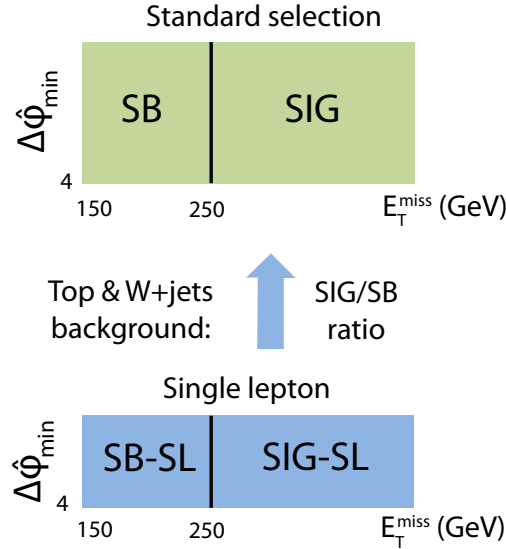 Standard selection
Δφ̂min
SB
SIG
4
150
250
E_T^miss (GeV)
Top & W+jets
background:
SIG/SB
ratio
Single lepton
Δφ̂min
SB-SL
SIG-SL
4
150
250
E_T^miss (GeV)